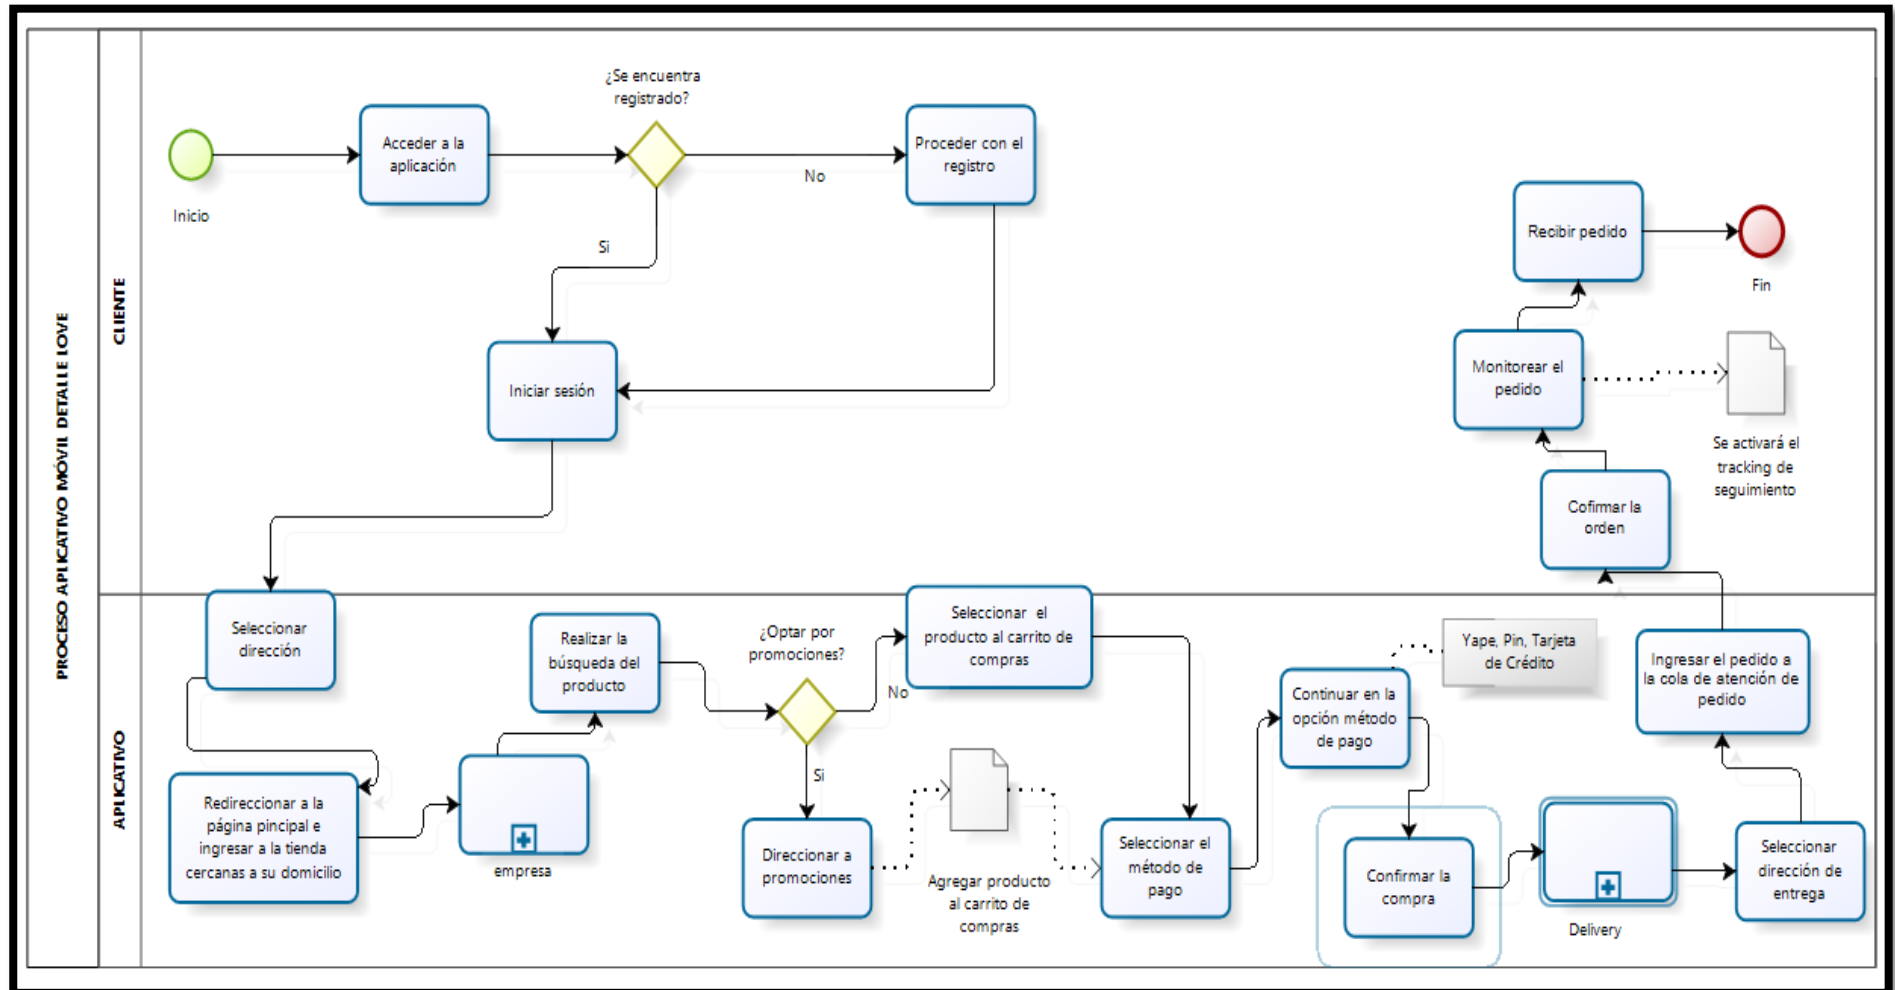 PROCESO APLICATIVO MÓVIL DETALLE LOVE
CLIENTE
Inicio
Acceder a la
aplicación
¿Se encuentra
registrado?
No
Si
Proceder con el
registro
Iniciar sesión
Recibir pedido
Fin
Monitorear el
pedido
Se activará el
tracking de
seguimiento
Cofirmar la
orden
APLICATIVO
Seleccionar
dirección
Redireccionar a la
página pincipal e
ingresar a la tienda
cercanas a su domicilio
empresa
Realizar la
búsqueda del
producto
¿Optar por
promociones?
No
Si
Seleccionar el
producto al carrito de
compras
Direccionar a
promociones
Agregar producto
al carrito de
compras
Seleccionar el
método de
pago
Continuar en la
opción método
de pago
Yape, Pin, Tarjeta
de Crédito
Confirmar la
compra
Delivery
Seleccionar
dirección de
entrega
Ingresar el pedido a
la cola de atención de
pedido